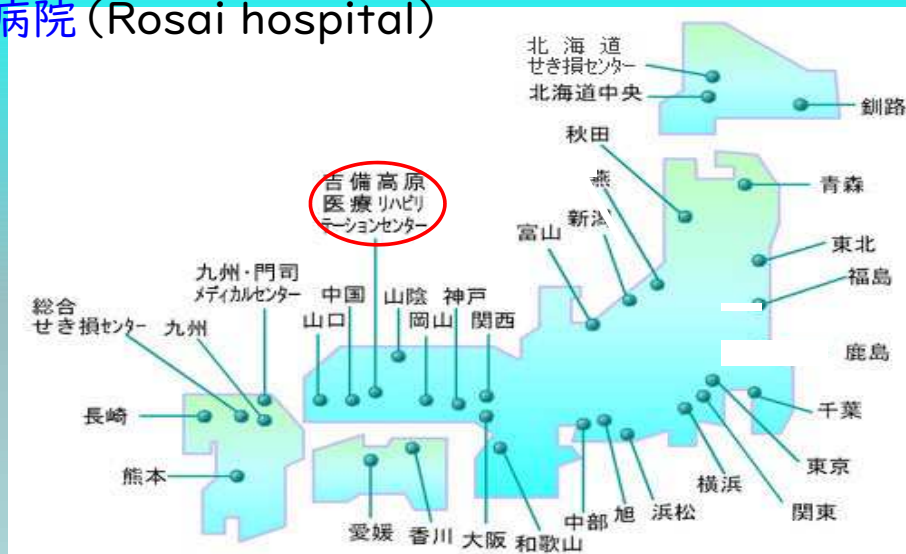 病院 (Rosai hospital)
北海道
せき損センター
北海道中央
釧路
秋田
燕
青森
吉備高原
医療リハビリ
テーションセンター
新潟
富山
東北
福島
九州・門司
メディカルセンター
中国
山陰
神戸
総合
せき損センター
九州
山口
岡山
関西
鹿島
長崎
千葉
熊本
東京
横浜
関東
愛媛
香川
大阪
和歌山
中部
旭
浜松